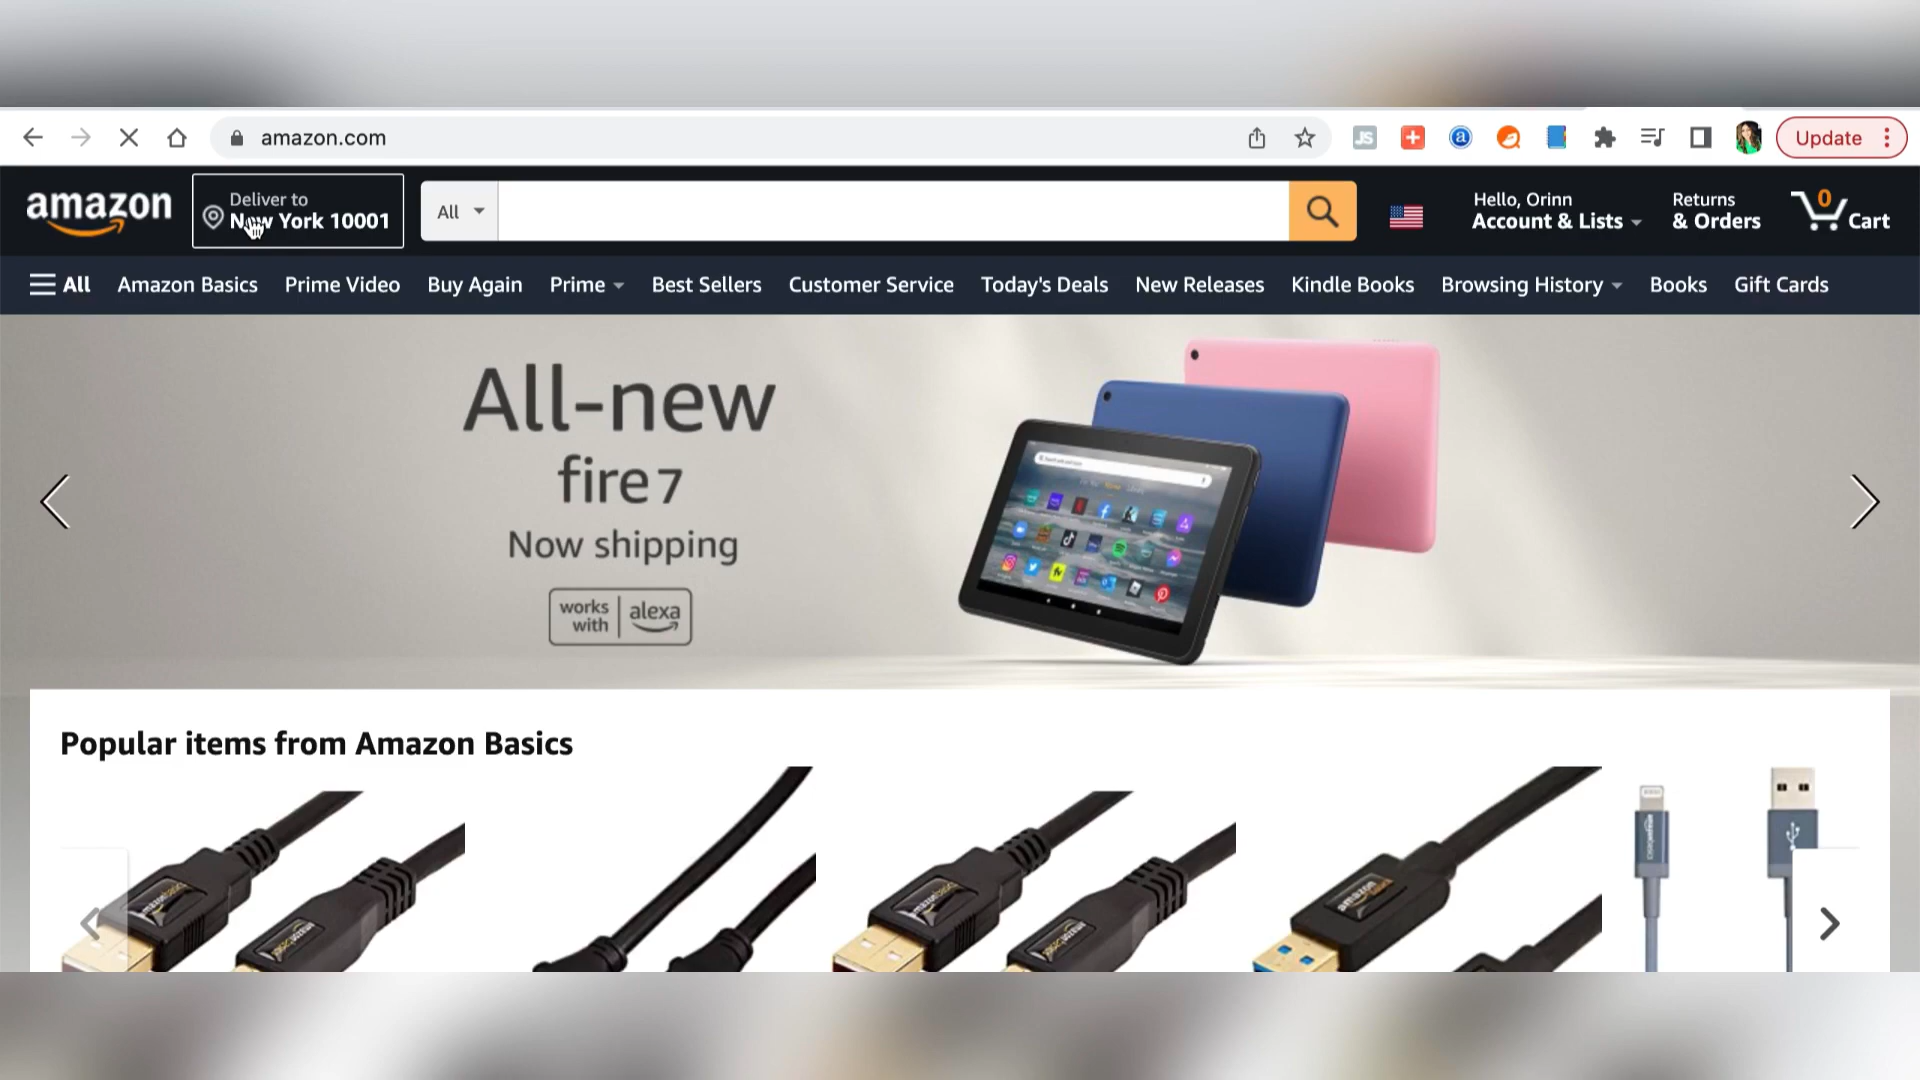 amazon.com
JS
a
Update
amazon
Deliver to
New York 10001
All
Hello, Orinn
Account & Lists
Returns
& Orders
0
Cart
All
Amazon Basics
Prime Video
Buy Again
Prime
Best Sellers
Customer Service
Today's Deals
New Releases
Kindle Books
Browsing History
Books
Gift Cards
All-new
fire 7
Now shipping
works with
alexa
Popular items from Amazon Basics